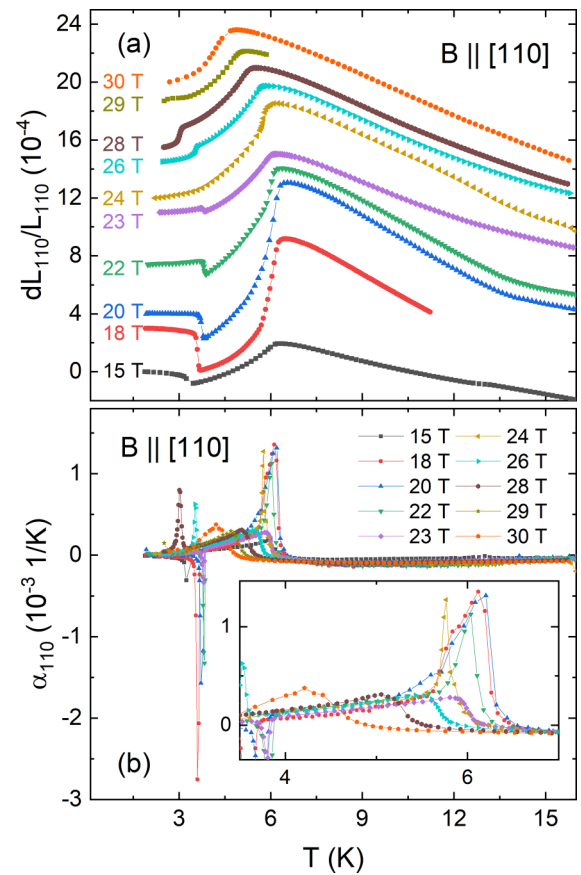 (a)
B || [110]
dL₁₁₀/L₁₁₀ (10⁻⁴)
24
20
16
12
8
4
0
30 T
29 T
28 T
26 T
24 T
23 T
22 T
20 T
18 T
15 T
B || [110]
15 T 24 T
18 T 26 T
20 T 28 T
22 T 29 T
23 T 30 T
α₁₁₀ (10⁻³ 1/K)
1
0
-1
-2
-3
1
0
4 6
(b)
3 6 9 12 15
T (K)